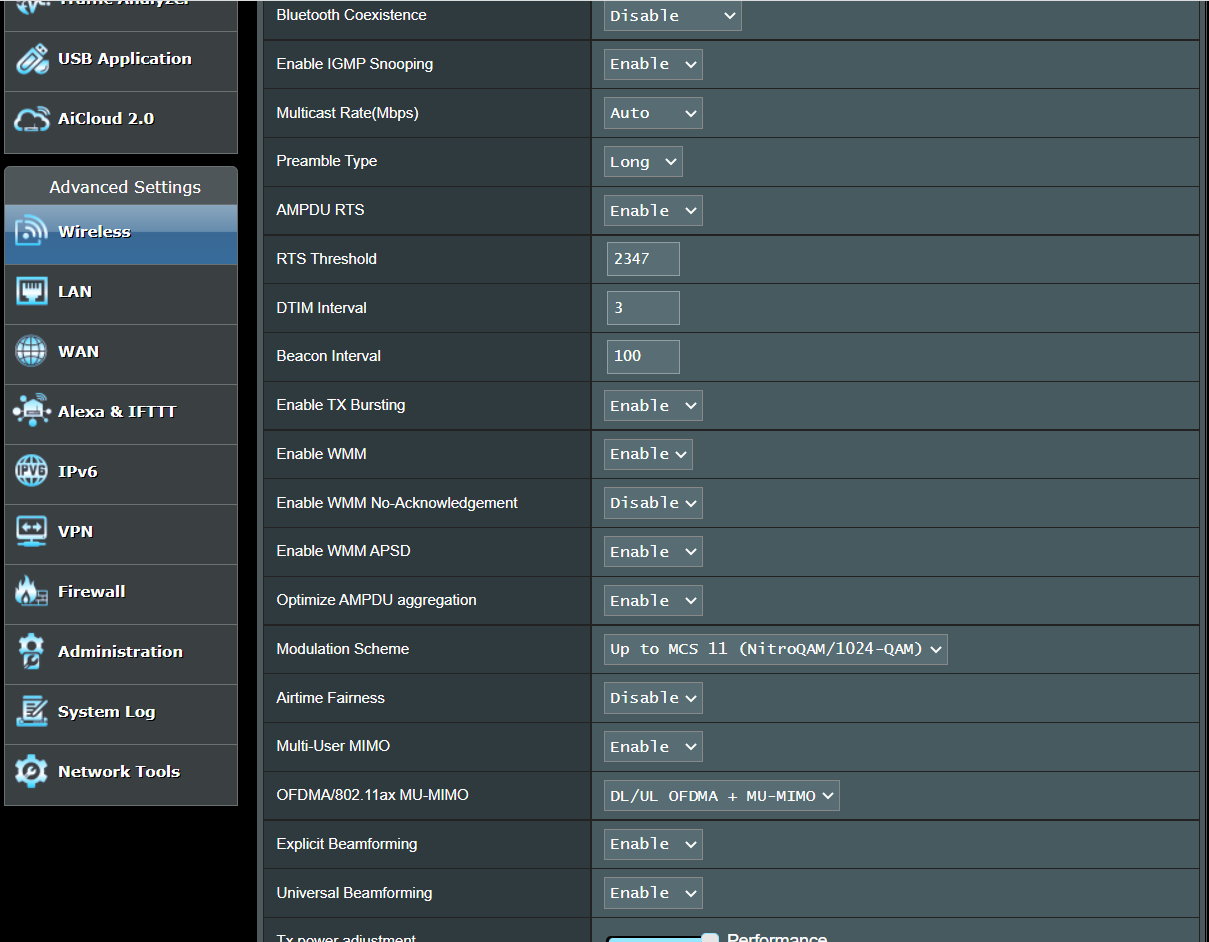 Traffic Analyzer
USB Application
AiCloud 2.0
Advanced Settings
Wireless
LAN
WAN
Alexa & IFTTT
IPv6
VPN
Firewall
Administration
System Log
Network Tools
Bluetooth Coexistence Disable
Enable IGMP Snooping Enable
Multicast Rate(Mbps) Auto
Preamble Type Long
AMPDU RTS Enable
RTS Threshold 2347
DTIM Interval 3
Beacon Interval 100
Enable TX Bursting Enable
Enable WMM Enable
Enable WMM No-Acknowledgement Disable
Enable WMM APSD Enable
Optimize AMPDU aggregation Enable
Modulation Scheme Up to MCS 11 (NitroQAM/1024-QAM)
Airtime Fairness Disable
Multi-User MIMO Enable
OFDMA/802.11ax MU-MIMO DL/UL OFDMA + MU-MIMO
Explicit Beamforming Enable
Universal Beamforming Enable
Tx power adjustment Performance